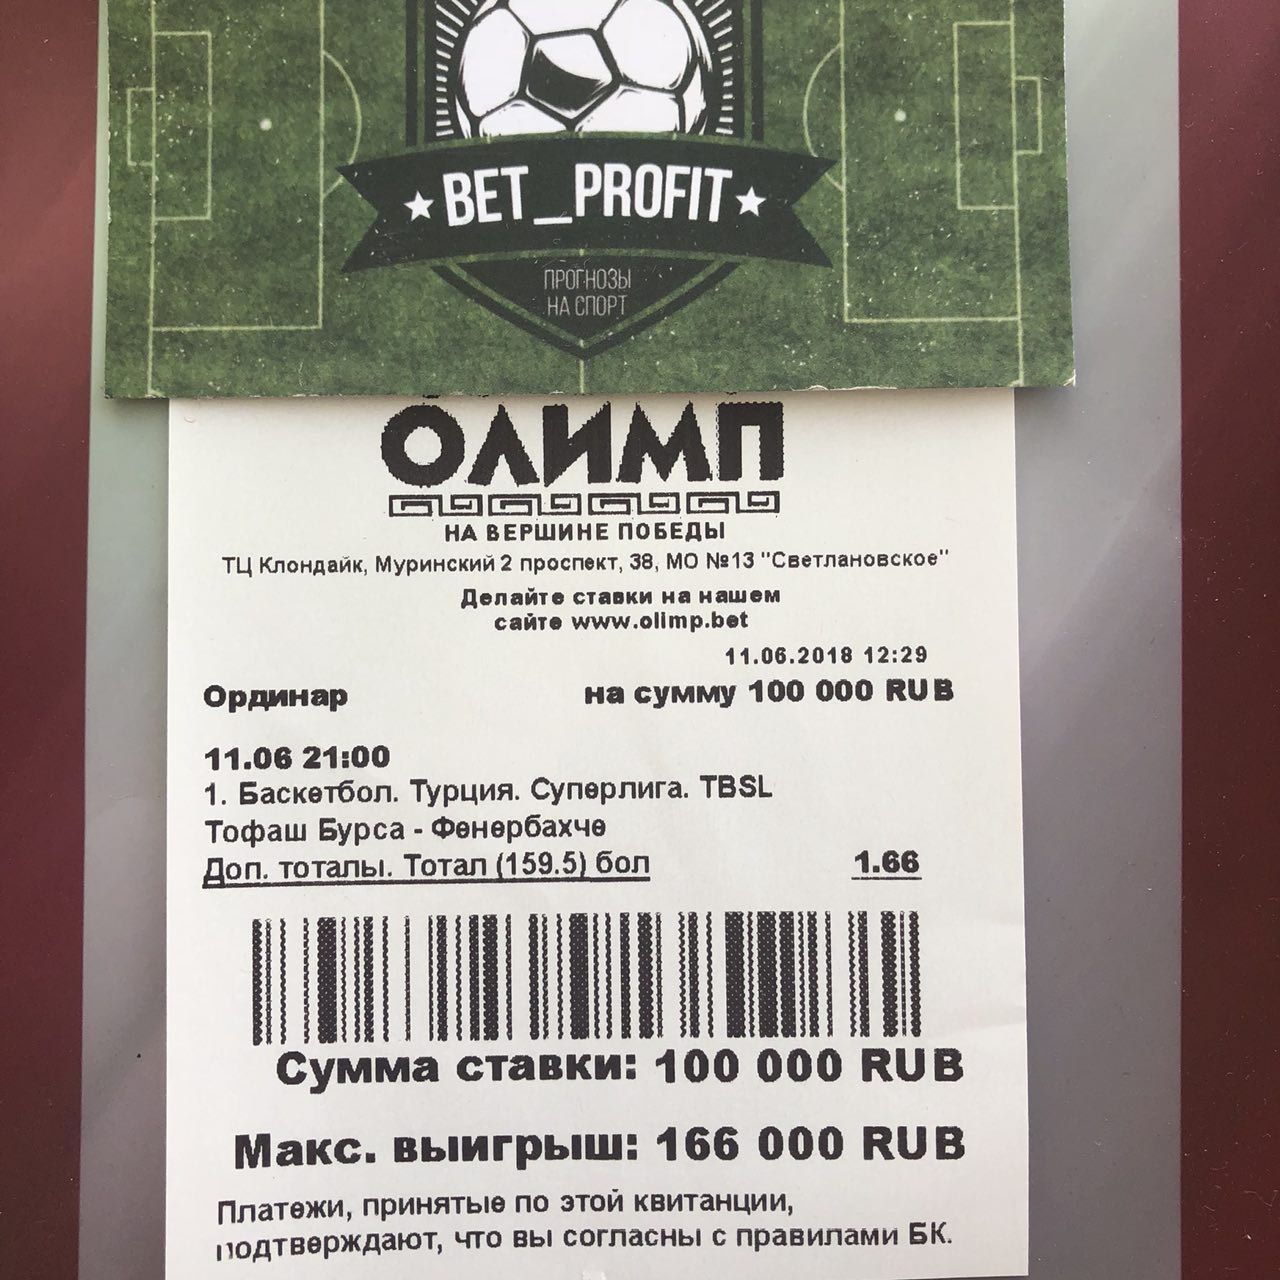 BET_PROFIT
ПРОГНОЗЫ
НА СПОРТ
ОЛИМП
НА ВЕРШИНЕ ПОБЕДЫ
ТЦ Клондайк, Муринский 2 проспект, 38, МО №13 "Светлановское"
Делайте ставки на нашем
сайте www.olimp.bet
11.06.2018 12:29
Ординар на сумму 100 000 RUB
11.06 21:00
1. Баскетбол. Турция. Суперлига. TBSL
Тофаш Бурса - Фенербахче
Доп. тоталы. Тотал (159.5) бол 1.66
Сумма ставки: 100 000 RUB
Макс. выигрыш: 166 000 RUB
Платежи, принятые по этой квитанции,
подтверждают, что вы согласны с правилами БК.